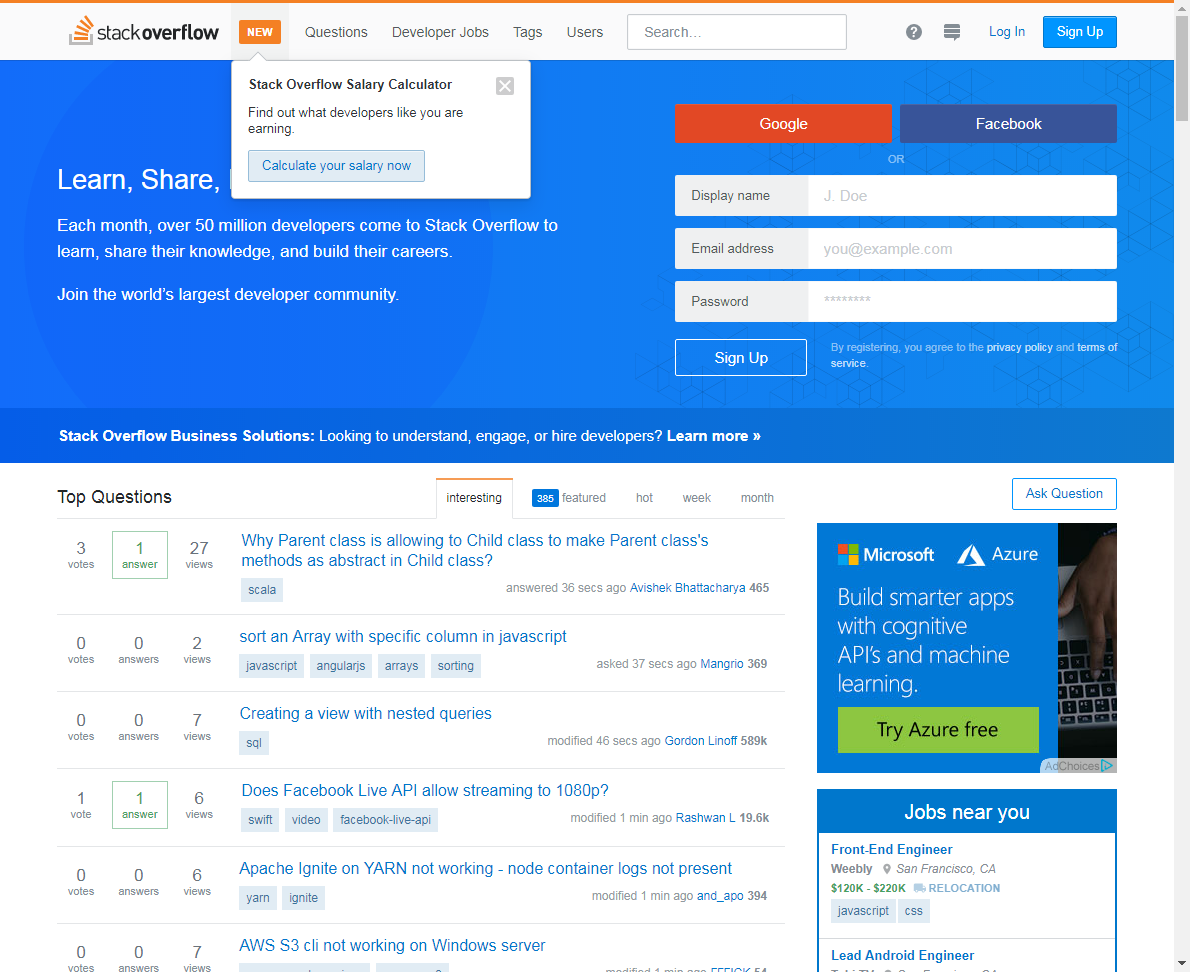 stackoverflow
NEW
Questions
Developer Jobs
Tags
Users
Search...
Log In
Sign Up
Stack Overflow Salary Calculator
Find out what developers like you are
earning.
Calculate your salary now
Learn, Share,
Each month, over 50 million developers come to Stack Overflow to
learn, share their knowledge, and build their careers.
Join the world's largest developer community.
Google
Facebook
OR
Display name
J. Doe
Email address
you@example.com
Password
********
Sign Up
By registering, you agree to the privacy policy and terms of
service.
Stack Overflow Business Solutions: Looking to understand, engage, or hire developers? Learn more »
Top Questions
interesting
385 featured
hot
week
month
Ask Question
3 votes
1 answer
27 views
Why Parent class is allowing to Child class to make Parent class's
methods as abstract in Child class?
scala
answered 36 secs ago Avishek Bhattacharya 465
0 votes
0 answers
2 views
sort an Array with specific column in javascript
javascript angularjs arrays sorting
asked 37 secs ago Mangrio 369
0 votes
0 answers
7 views
Creating a view with nested queries
sql
modified 46 secs ago Gordon Linoff 589k
1 vote
1 answer
6 views
Does Facebook Live API allow streaming to 1080p?
swift video facebook-live-api
modified 1 min ago Rashwan L 19.6k
0 votes
0 answers
6 views
Apache Ignite on YARN not working - node container logs not present
yarn ignite
modified 1 min ago and_apo 394
0 votes
0 answers
7 views
AWS S3 cli not working on Windows server
Microsoft
Azure
Build smarter apps
with cognitive
API's and machine
learning.
Try Azure free
AdChoices
Jobs near you
Front-End Engineer
Weebly San Francisco, CA
$120K - $220K RELOCATION
javascript css
Lead Android Engineer